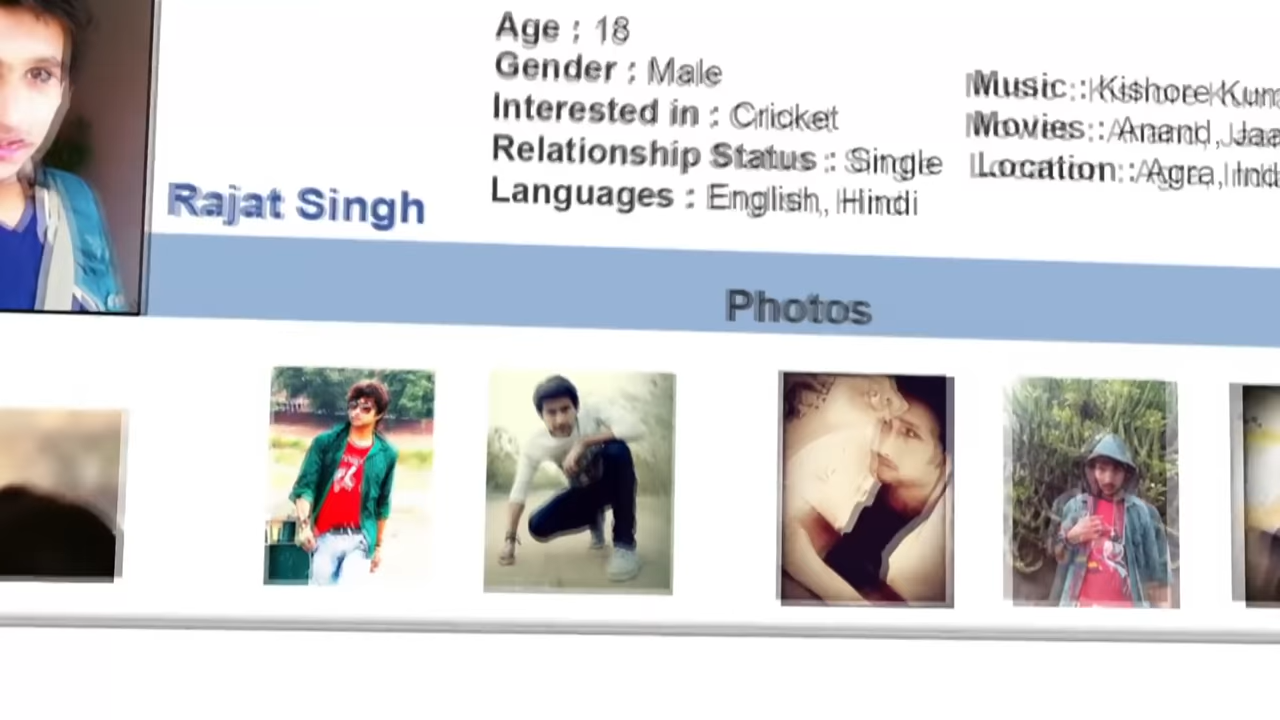 Age : 18
Gender : Male
Interested in : Cricket
Relationship Status : Single
Languages : English, Hindi
Music : Kishore
Movies : Anand,
Location : Agra,
Rajat Singh
Photos